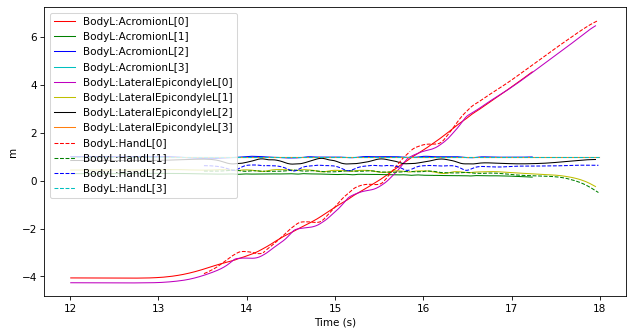 BodyL:AcromionL[0]
BodyL:AcromionL[1]
BodyL:AcromionL[2]
BodyL:AcromionL[3]
BodyL:LateralEpicondyleL[0]
BodyL:LateralEpicondyleL[1]
BodyL:LateralEpicondyleL[2]
BodyL:LateralEpicondyleL[3]
BodyL:HandL[0]
BodyL:HandL[1]
BodyL:HandL[2]
BodyL:HandL[3]
6
4
2
0
−2
−4
m
12 13 14 15 16 17 18
Time (s)